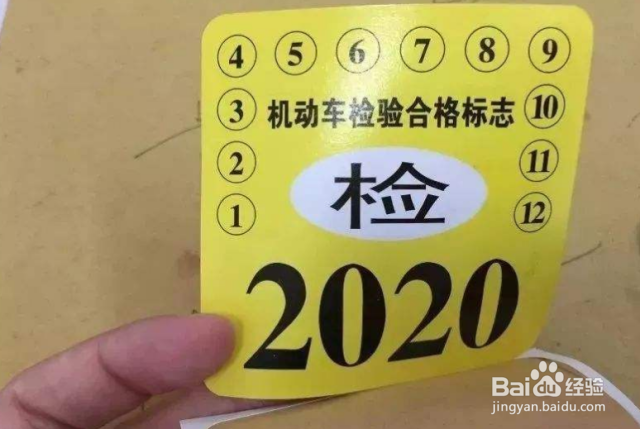 4 5 6 7 8 9
3 机动车检验合格标志 10
2 11
检
1 12
2020
Baidu 经验
jingyan.baidu.com